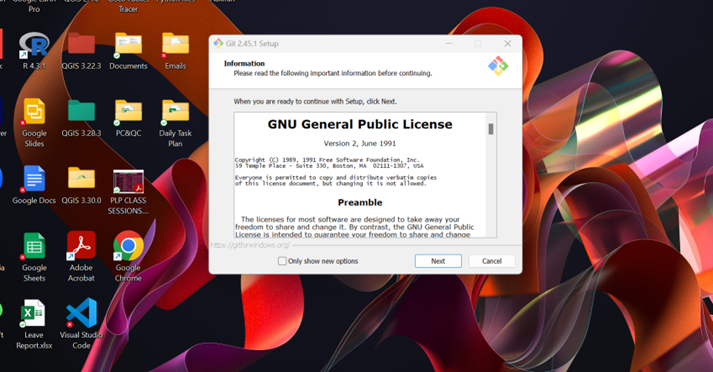 Pro
Tracer
R 4.3.1
QGIS 3.22.3
Documents
Emails
Google
Slides
QGIS 3.28.3
PC&QC
Daily Task
Plan
Google Docs
QGIS 3.30.0
PLP CLASS
SESSIONS....
Google
Sheets
Adobe
Acrobat
Google
Chrome
Leave
Report.xlsx
Visual Studio
Code
Git 2.45.1 Setup
Information
Please read the following important information before continuing.
When you are ready to continue with Setup, click Next.
GNU General Public License
Version 2, June 1991
Copyright (C) 1989, 1991 Free Software Foundation, Inc.
59 Temple Place - Suite 330, Boston, MA  02111-1307, USA
Everyone is permitted to copy and distribute verbatim copies
of this license document, but changing it is not allowed.
Preamble
The licenses for most software are designed to take away your
freedom to share and change it. By contrast, the GNU General Public
License is intended to guarantee your freedom to share and change
https://gitforwindows.org/
Only show new options
Next
Cancel